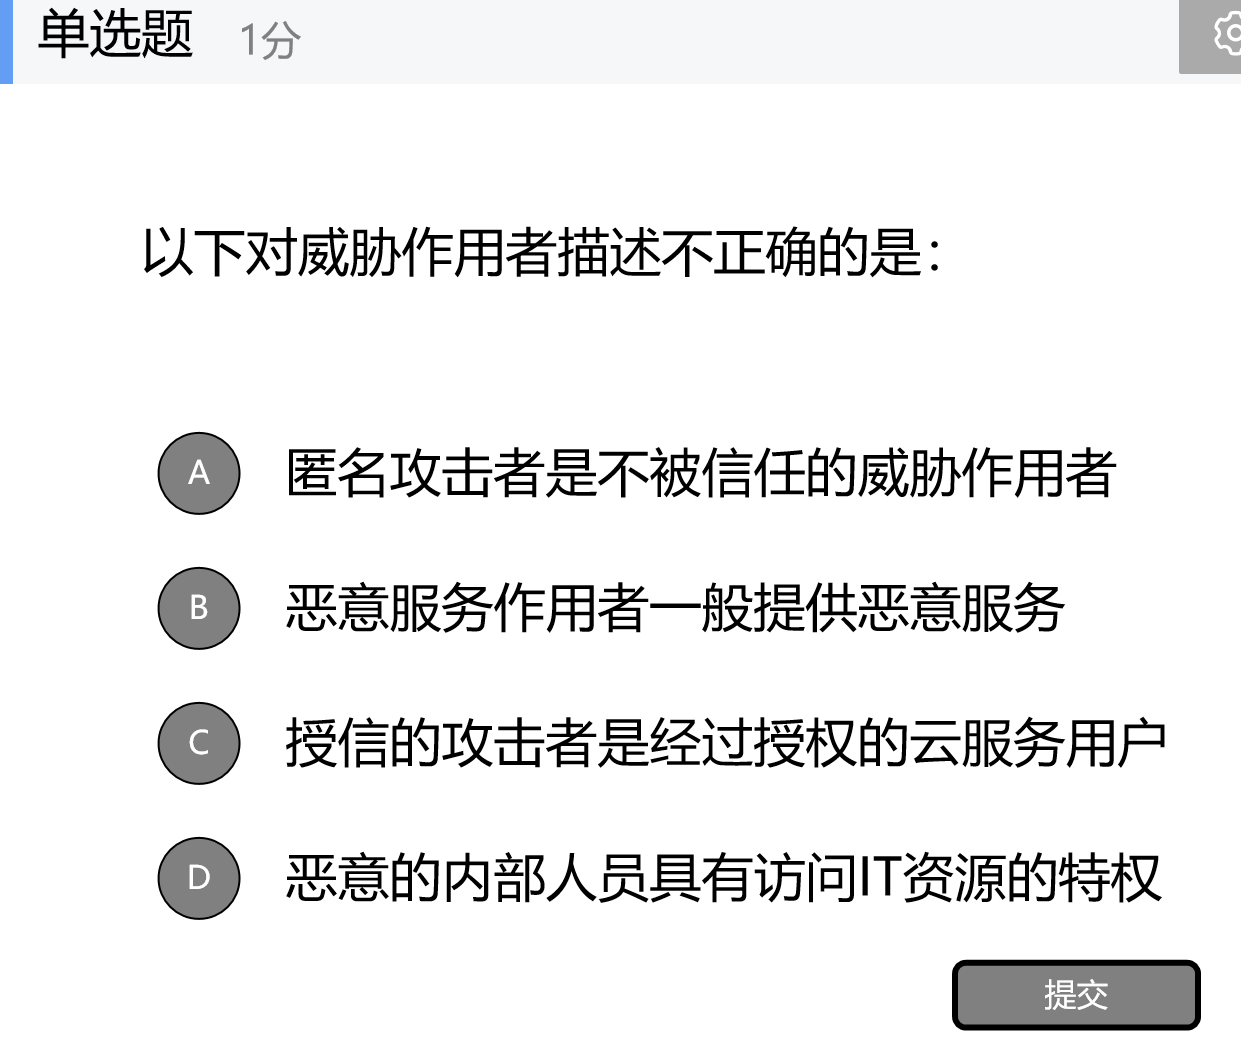 单选题 1分
以下对威胁作用者描述不正确的是：
A 匿名攻击者是不被信任的威胁作用者
B 恶意服务作用者一般提供恶意服务
C 授信的攻击者是经过授权的云服务用户
D 恶意的内部人员具有访问IT资源的特权
提交